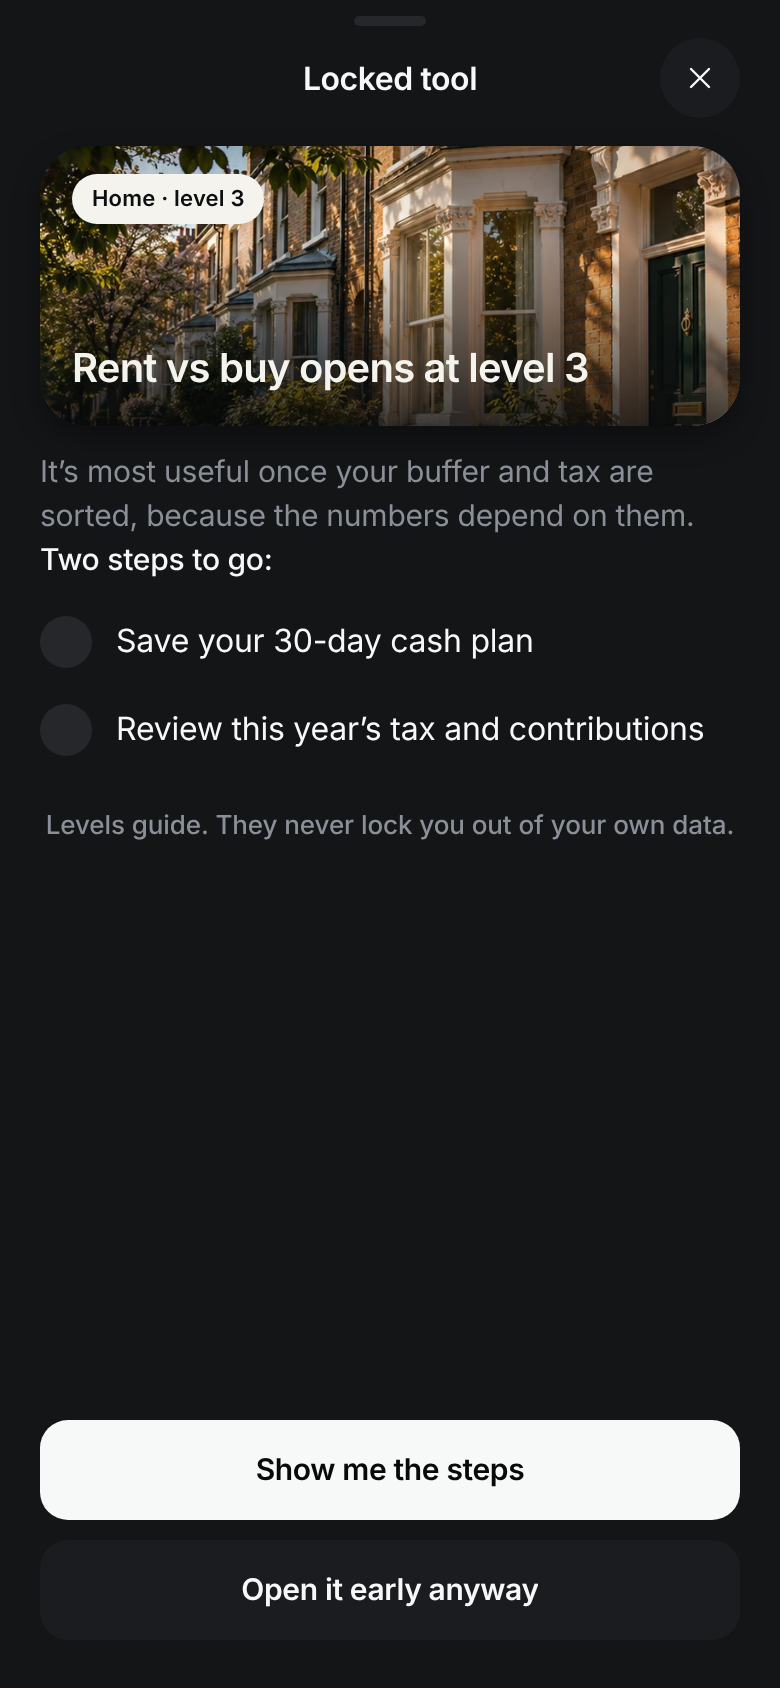 Locked tool
Home · level 3
Rent vs buy opens at level 3
It’s most useful once your buffer and tax are
sorted, because the numbers depend on them.
Two steps to go:
Save your 30-day cash plan
Review this year’s tax and contributions
Levels guide. They never lock you out of your own data.
Show me the steps
Open it early anyway